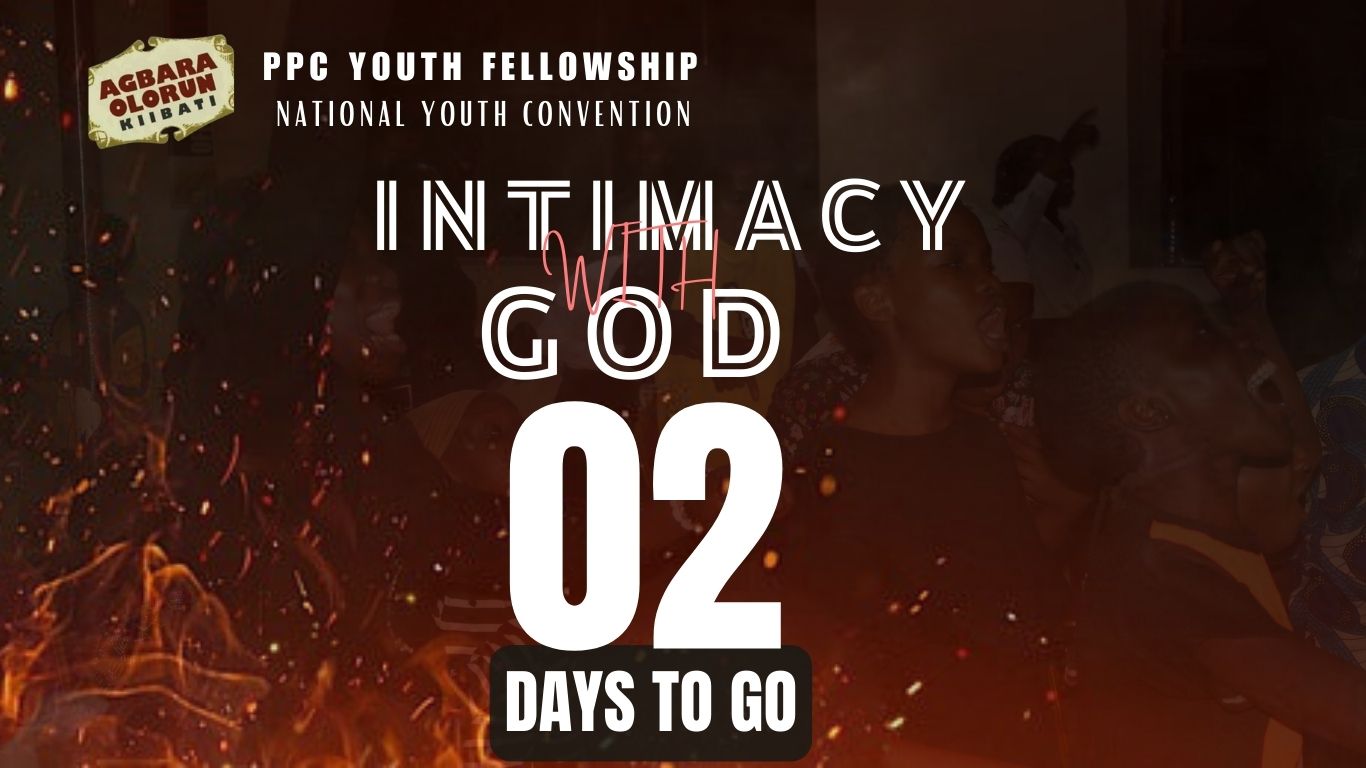 AGBARA
OLORUN
KIIBATI
PPC YOUTH FELLOWSHIP
NATIONAL YOUTH CONVENTION
INTIMACY
WITH
GOD
02
DAYS TO GO